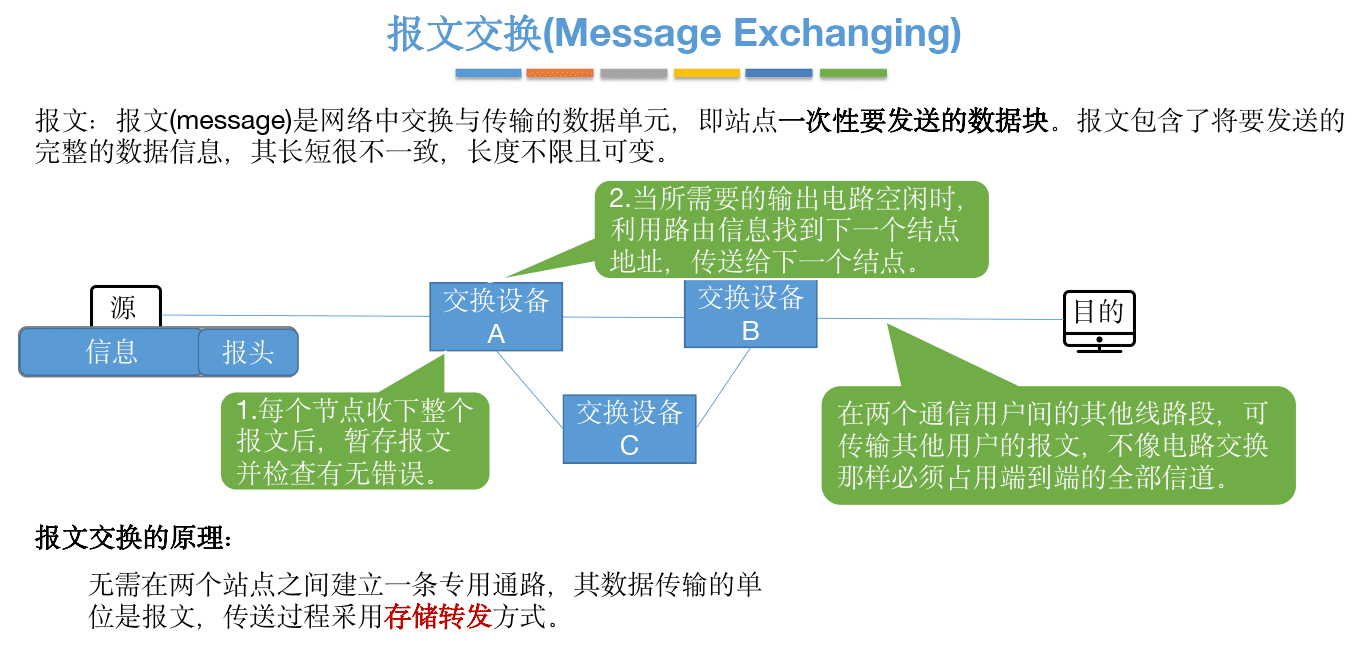 报文交换(Message Exchanging)
报文：报文(message)是网络中交换与传输的数据单元，即站点一次性要发送的数据块。报文包含了将要发送的
完整的数据信息，其长短很不一致，长度不限且可变。
2.当所需要的输出电路空闲时，
利用路由信息找到下一个结点
地址，传送给下一个结点。
源
信息
报头
交换设备
A
交换设备
B
目的
1.每个节点收下整个
报文后，暂存报文
并检查有无错误。
交换设备
C
在两个通信用户间的其他线路段，可
传输其他用户的报文，不像电路交换
那样必须占用端到端的全部信道。
报文交换的原理：
无需在两个站点之间建立一条专用通路，其数据传输的单
位是报文，传送过程采用存储转发方式。